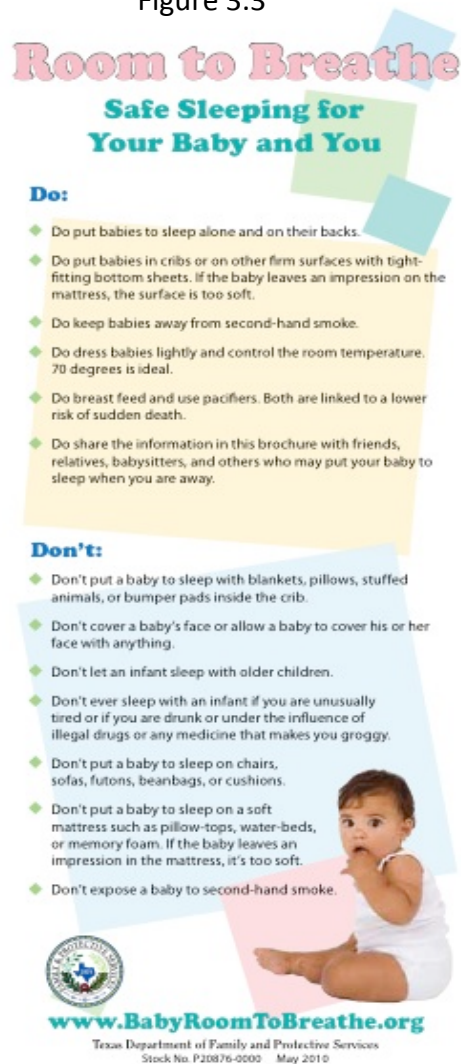 Figure 3.3
Room to Breathe
Safe Sleeping for
Your Baby and You
Do:
Do put babies to sleep alone and on their backs.
Do put babies in cribs or on other firm surfaces with tight-
fitting bottom sheets. If the baby leaves an impression on the
mattress, the surface is too soft.
Do keep babies away from second-hand smoke.
Do dress babies lightly and control the room temperature.
70 degrees is ideal.
Do breast feed and use pacifiers. Both are linked to a lower
risk of sudden death.
Do share the information in this brochure with friends,
relatives, babysitters, and others who may put your baby to
sleep when you are away.
Don't:
Don't put a baby to sleep with blankets, pillows, stuffed
animals, or bumper pads inside the crib.
Don't cover a baby's face or allow a baby to cover his or her
face with anything.
Don't let an infant sleep with older children.
Don't ever sleep with an infant if you are unusually
tired or if you are drunk or under the influence of
illegal drugs or any medicine that makes you groggy.
Don't put a baby to sleep on chairs,
sofas, futons, beanbags, or cushions.
Don't put a baby to sleep on a soft
mattress such as pillow-tops, water-beds,
or memory foam. If the baby leaves an
impression in the mattress, it's too soft.
Don't expose a baby to second-hand smoke.
www.BabyRoomToBreathe.org
Texas Department of Family and Protective Services
Stock No. P20876-0000 May 2010